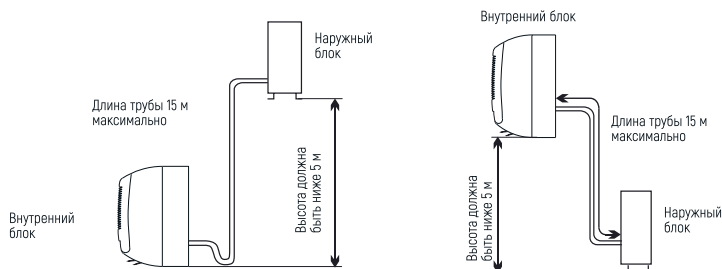 Наружный
блок
Длина трубы 15 м
максимально
Высота должна
быть ниже 5 м
Внутренний
блок
Внутренний блок
Длина трубы 15 м
максимально
Высота должна
быть ниже 5 м
Наружный
блок